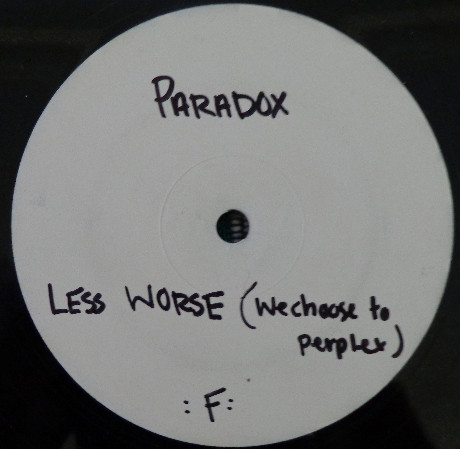 PARADOX
LESS WORSE (We choose to
perplex)
:F: